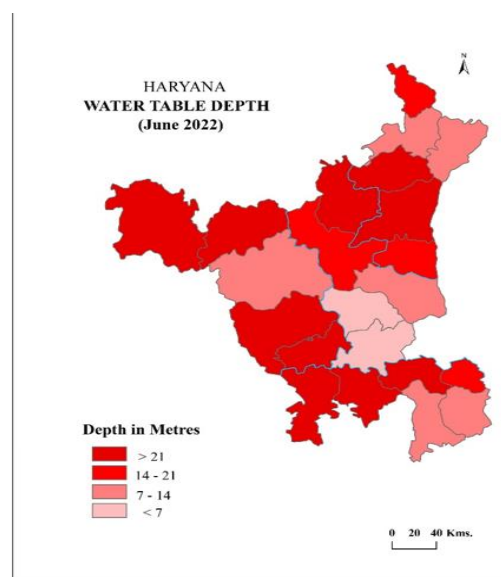 N
HARYANA
WATER TABLE DEPTH
(June 2022)
Depth in Metres
> 21
14 - 21
7 - 14
< 7
0 20 40 Kms.